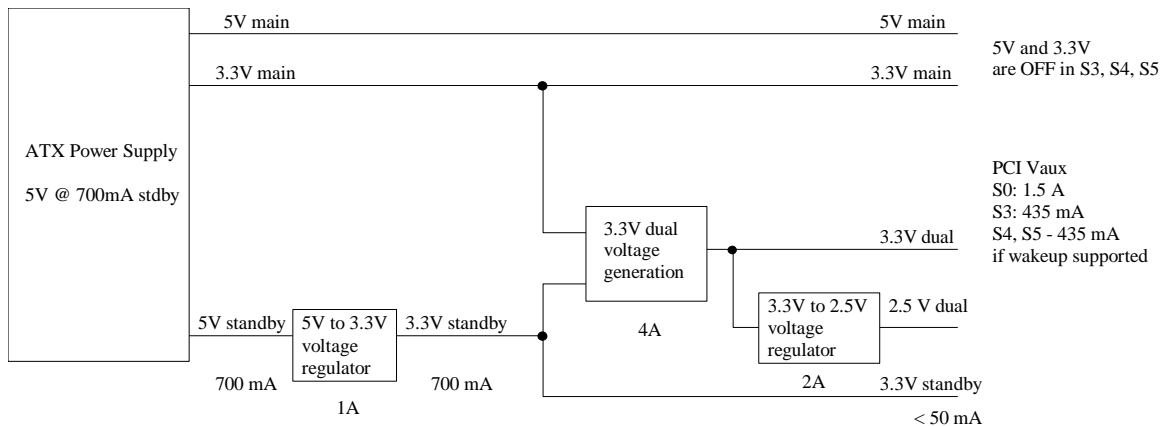 5V main
5V main
5V and 3.3V
are OFF in S3, S4, S5
3.3V main
3.3V main
ATX Power Supply
5V @ 700mA stdby
PCI Vaux
S0: 1.5 A
S3: 435 mA
S4, S5 - 435 mA
if wakeup supported
3.3V dual
voltage
generation
4A
3.3V dual
5V standby
5V to 3.3V
voltage
regulator
1A
3.3V standby
700 mA
700 mA
3.3V to 2.5V
voltage
regulator
2A
2.5 V dual
3.3V standby
< 50 mA